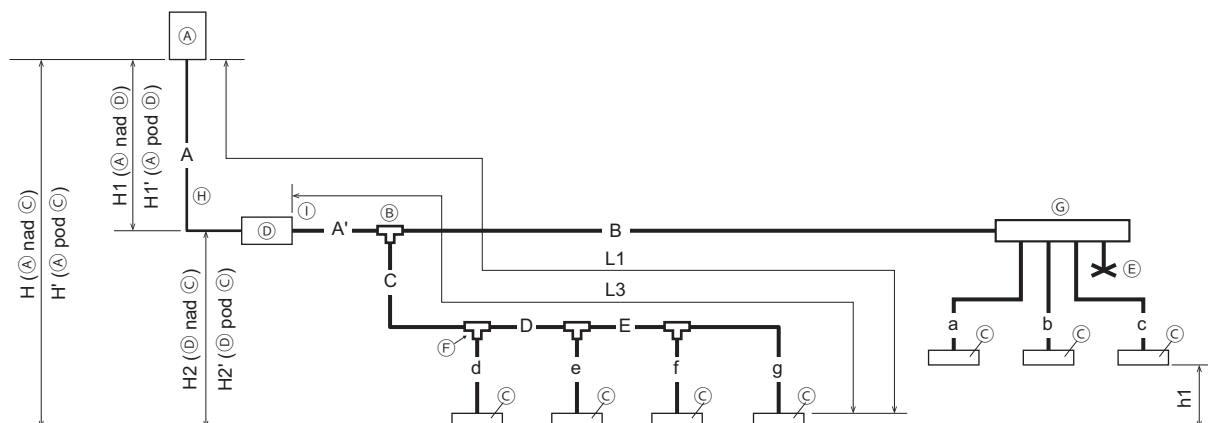 Ⓐ
H (Ⓐ nad Ⓒ)
H' (Ⓐ pod Ⓒ)
H1 (Ⓐ nad Ⓓ)
H1' (Ⓐ pod Ⓓ)
A
Ⓗ
Ⓓ
Ⓘ
A'
Ⓑ
B
Ⓖ
Ⓔ
L1
C
L3
H2 (Ⓓ nad Ⓒ)
H2' (Ⓓ pod Ⓒ)
D
E
Ⓕ
a
b
c
Ⓒ
Ⓒ
Ⓒ
d
e
f
g
Ⓒ
Ⓒ
Ⓒ
Ⓒ
h1